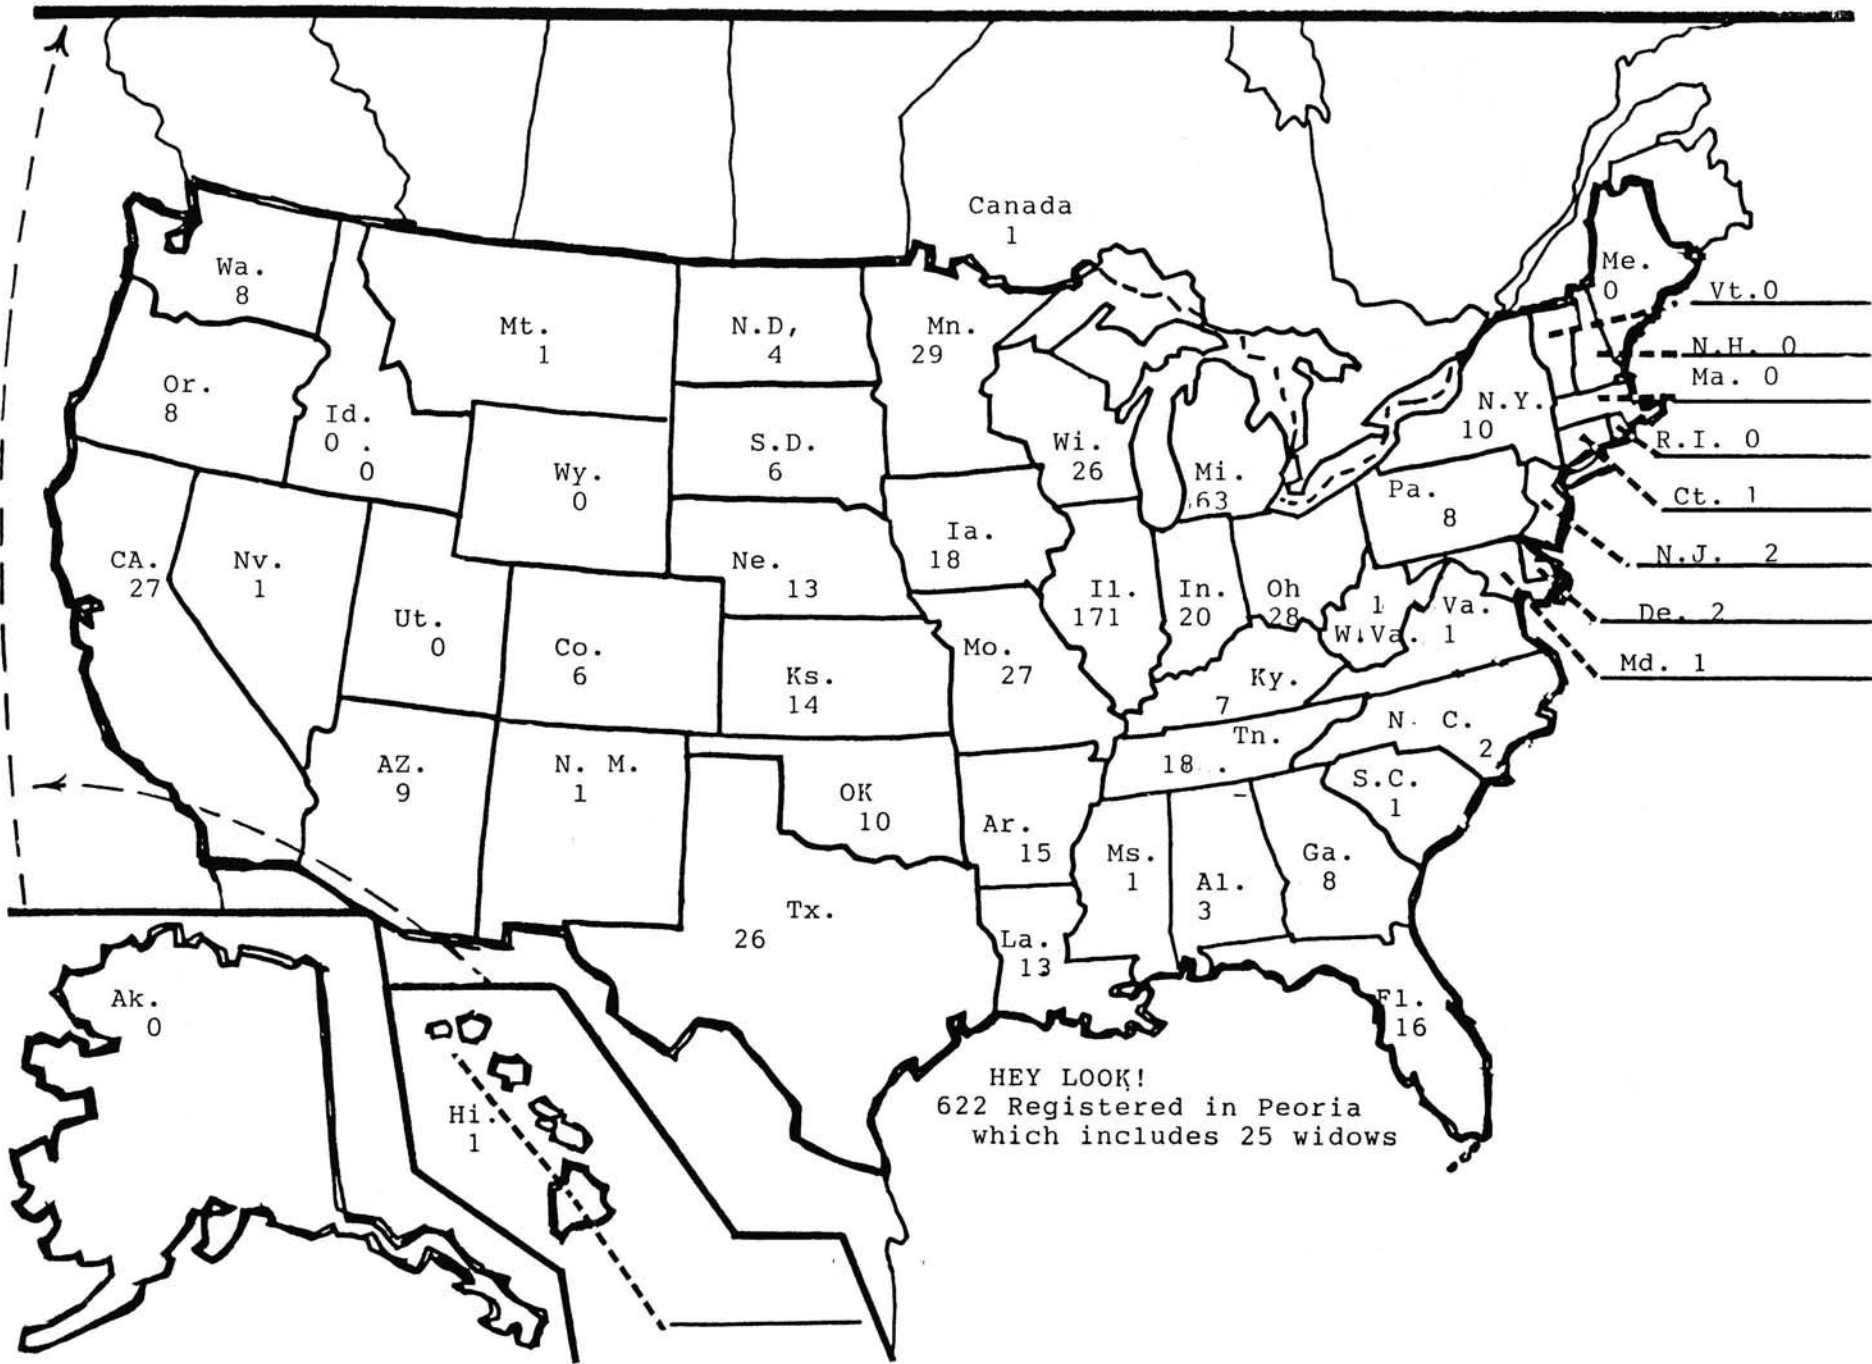 Canada
1
Wa.
8
Me.
0
Vt.0
Mt.
1
N.D,
4
Mn.
29
N.H. 0
Ma. 0
Or.
8
Id.
0 .
0
N.Y.
10
S.D.
6
Wi.
26
R.I. 0
Wy.
0
Mi.
63
Pa.
8
Ct. 1
CA.
27
Nv.
1
Ne.
13
Ia.
18
N.J. 2
Ut.
0
Co.
6
Il.
171
In.
20
Oh
28
1
W.Va.
Va.
1
De. 2
Ks.
14
Mo.
27
Ky.
7
Md. 1
AZ.
9
N. M.
1
Tn.
18
N. C.
2
OK
10
S.C.
1
Ar.
15
Ms.
1
Al.
3
Ga.
8
Tx.
26
La.
13
Ak.
0
Fl.
16
Hi.
1
HEY LOOK!
622 Registered in Peoria
which includes 25 widows